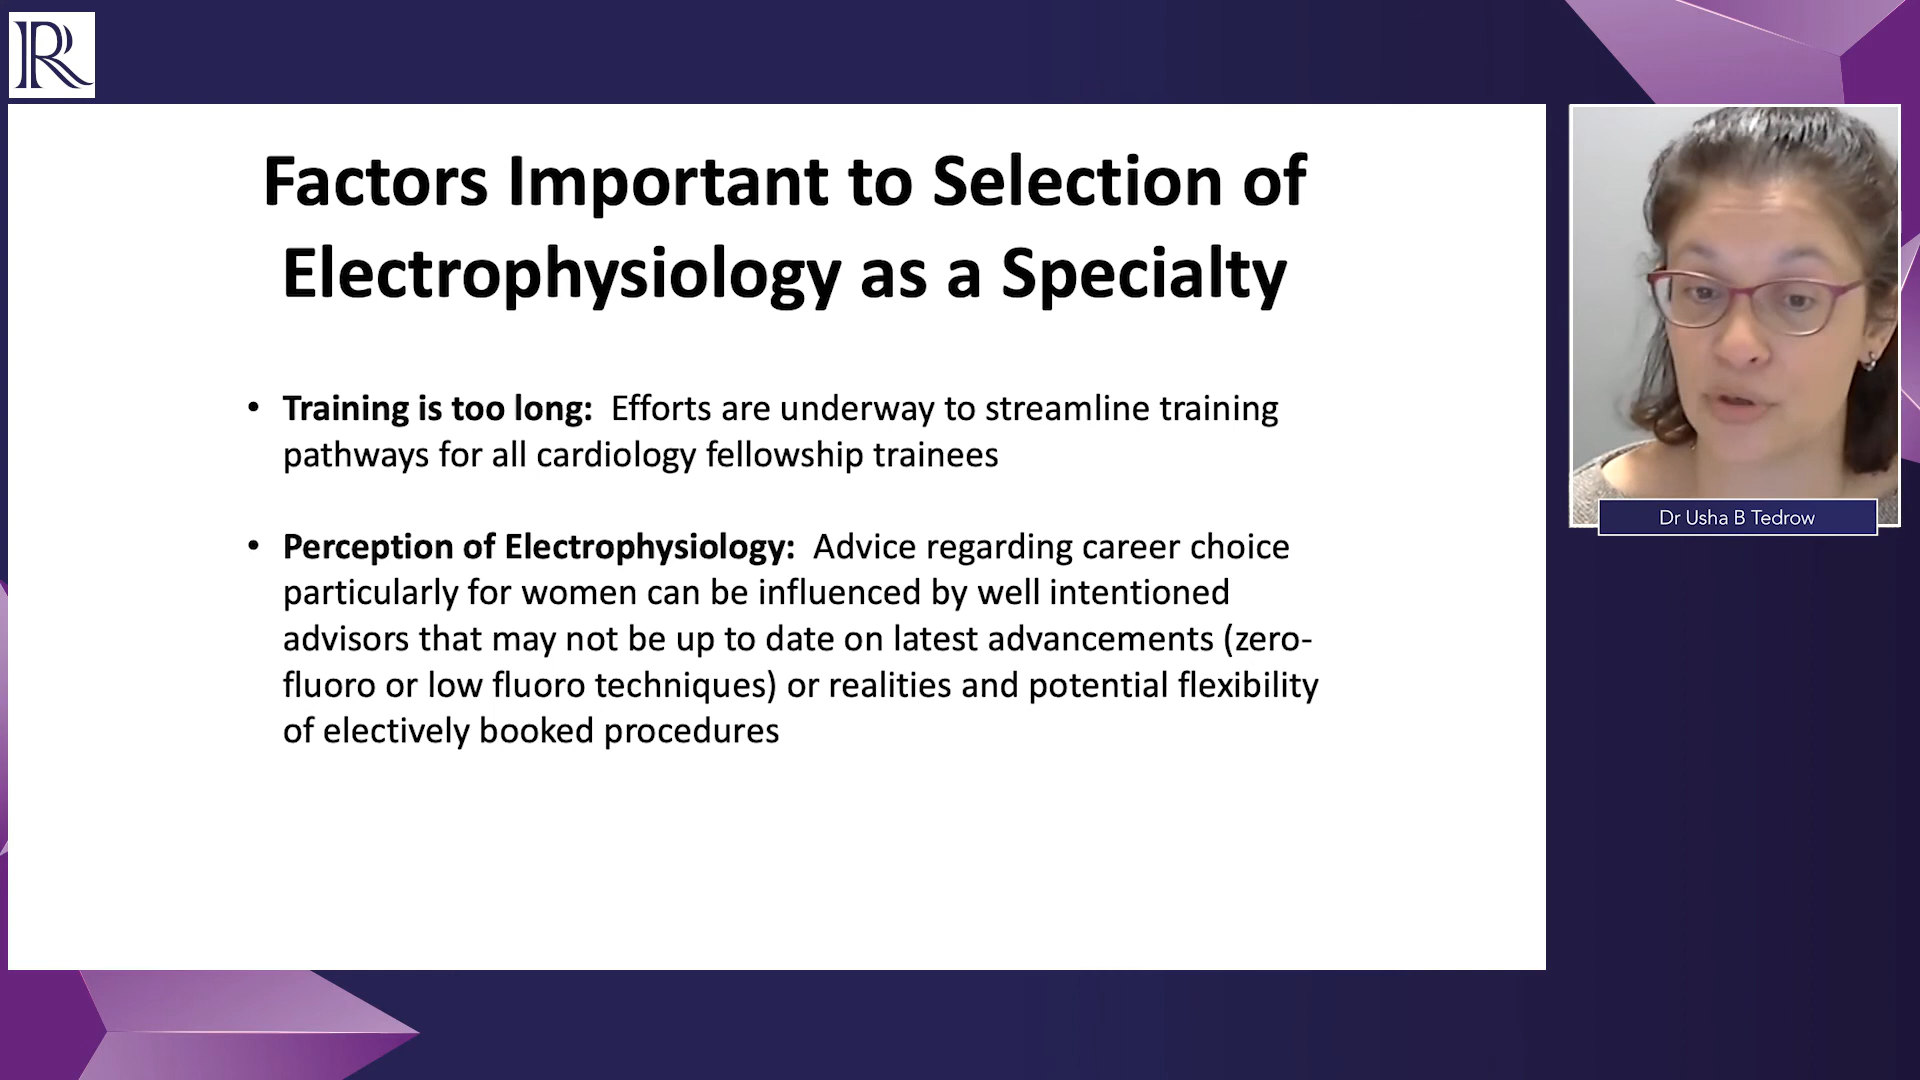 R
Factors Important to Selection of
Electrophysiology as a Specialty
• Training is too long:  Efforts are underway to streamline training
pathways for all cardiology fellowship trainees
• Perception of Electrophysiology:  Advice regarding career choice
particularly for women can be influenced by well intentioned
advisors that may not be up to date on latest advancements (zero-
fluoro or low fluoro techniques) or realities and potential flexibility
of electively booked procedures
Dr Usha B Tedrow